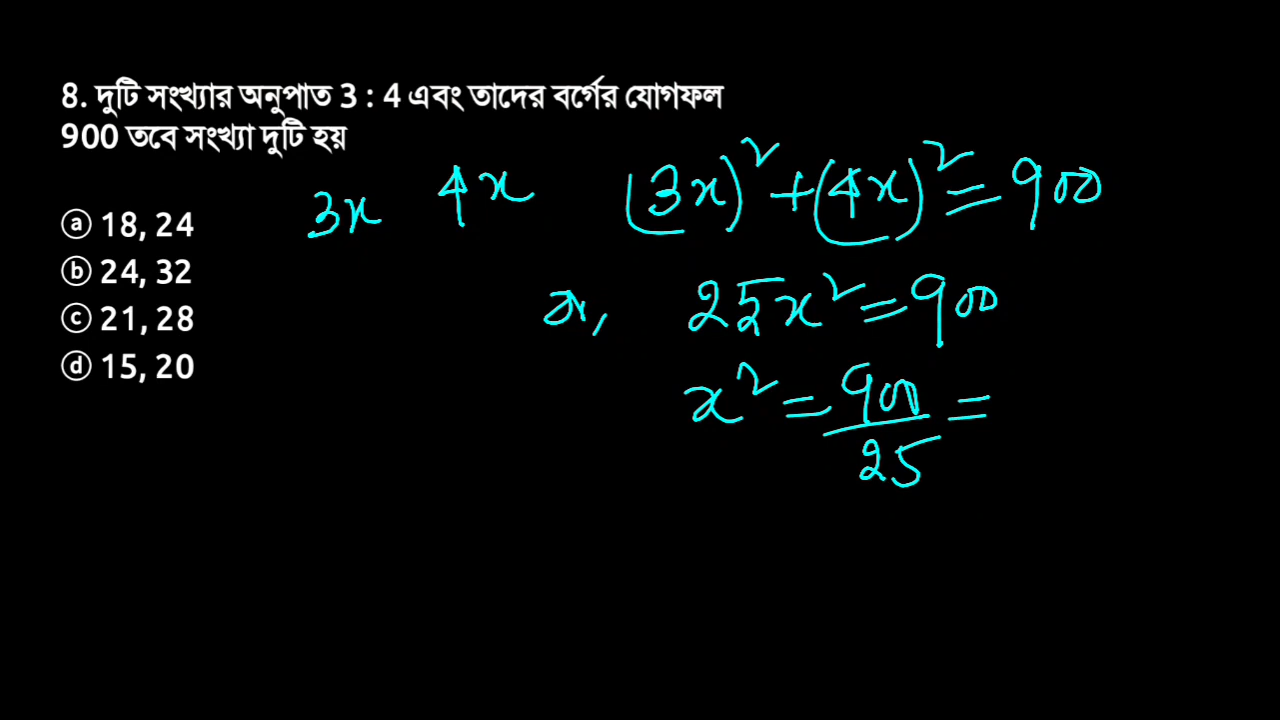 8. দুটি সংখ্যার অনুপাত 3 : 4 এবং তাদের বর্গের যোগফল
900 তবে সংখ্যা দুটি হয়
3x 4x (3x)² + (4x)² = 900
ⓐ 18, 24
ⓑ 24, 32
বা, 25x² = 900
ⓒ 21, 28
ⓓ 15, 20
x² = 900/25 =